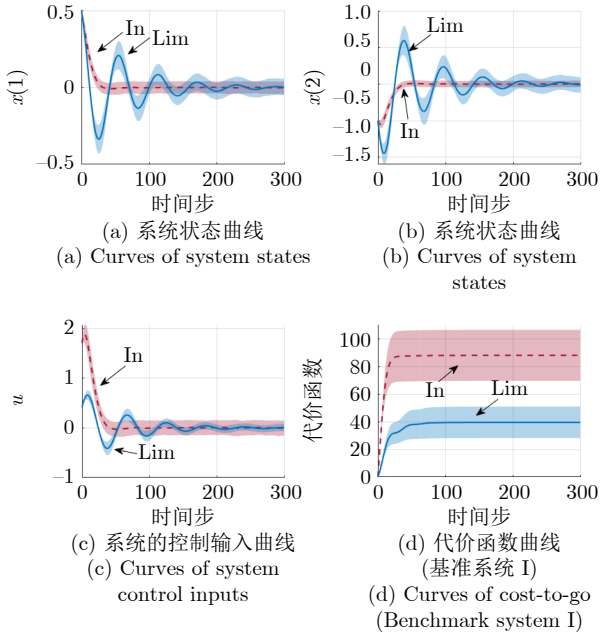 0.5
0
−0.5
x(1)
In
Lim
0
100
200
300
时间步
(a) 系统状态曲线
(a) Curves of system states
1.0
0.5
0
−0.5
−1.0
−1.5
x(2)
Lim
In
0
100
200
300
时间步
(b) 系统状态曲线
(b) Curves of system
states
2
1
0
−1
u
In
Lim
0
100
200
300
时间步
(c) 系统的控制输入曲线
(c) Curves of system
control inputs
100
80
60
40
20
0
代价函数
In
Lim
0
100
200
300
时间步
(d) 代价函数曲线
(基准系统 I)
(d) Curves of cost-to-go
(Benchmark system I)